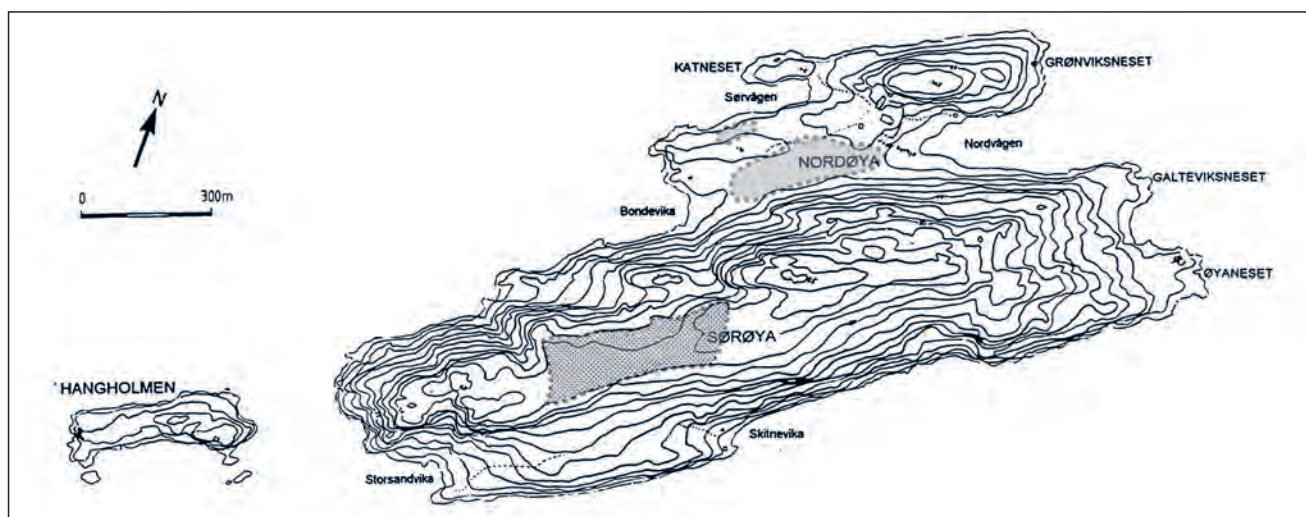 KATNESET
GRØNVIKSNESET
Sørvågen
N
Nordvågen
NORDØYA
GALTEVIKSNESET
0 300m
Bondevika
ØYANESET
SØRØYA
HANGHOLMEN
Skitnevika
Storsandvika